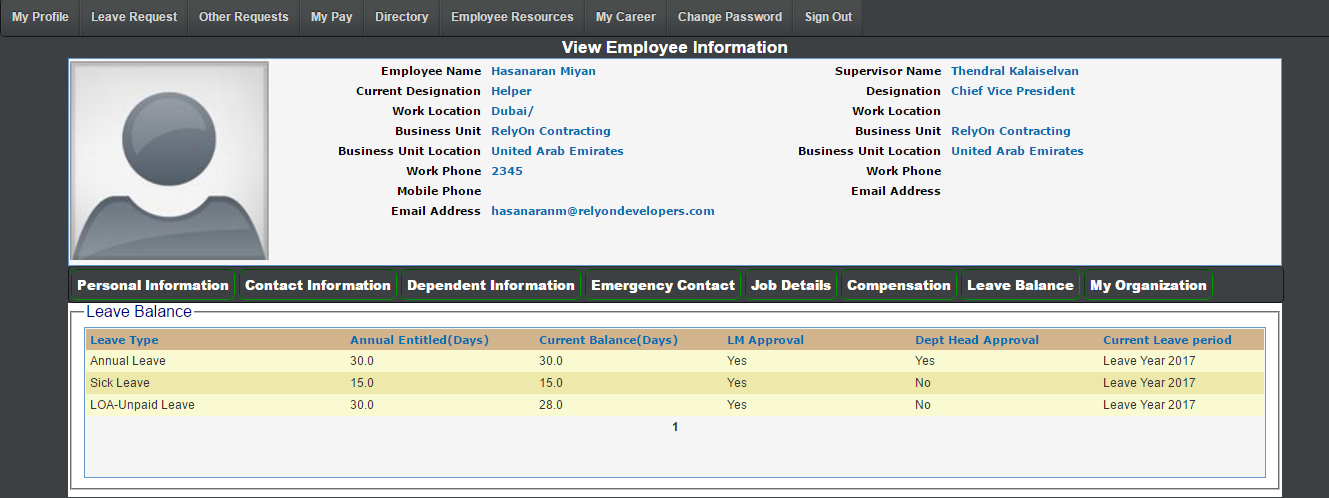 My Profile Leave Request Other Requests My Pay Directory Employee Resources My Career Change Password Sign Out
View Employee Information
Employee Name Hasanaran Miyan Supervisor Name Thendral Kalaiselvan
Current Designation Helper Designation Chief Vice President
Work Location Dubai/ Work Location
Business Unit RelyOn Contracting Business Unit RelyOn Contracting
Business Unit Location United Arab Emirates Business Unit Location United Arab Emirates
Work Phone 2345 Work Phone
Mobile Phone Email Address
Email Address hasanaranm@relyondevelopers.com
Personal Information Contact Information Dependent Information Emergency Contact Job Details Compensation Leave Balance My Organization
Leave Balance
Leave Type Annual Entitled(Days) Current Balance(Days) LM Approval Dept Head Approval Current Leave period
Annual Leave 30.0 30.0 Yes Yes Leave Year 2017
Sick Leave 15.0 15.0 Yes No Leave Year 2017
LOA-Unpaid Leave 30.0 28.0 Yes No Leave Year 2017
1